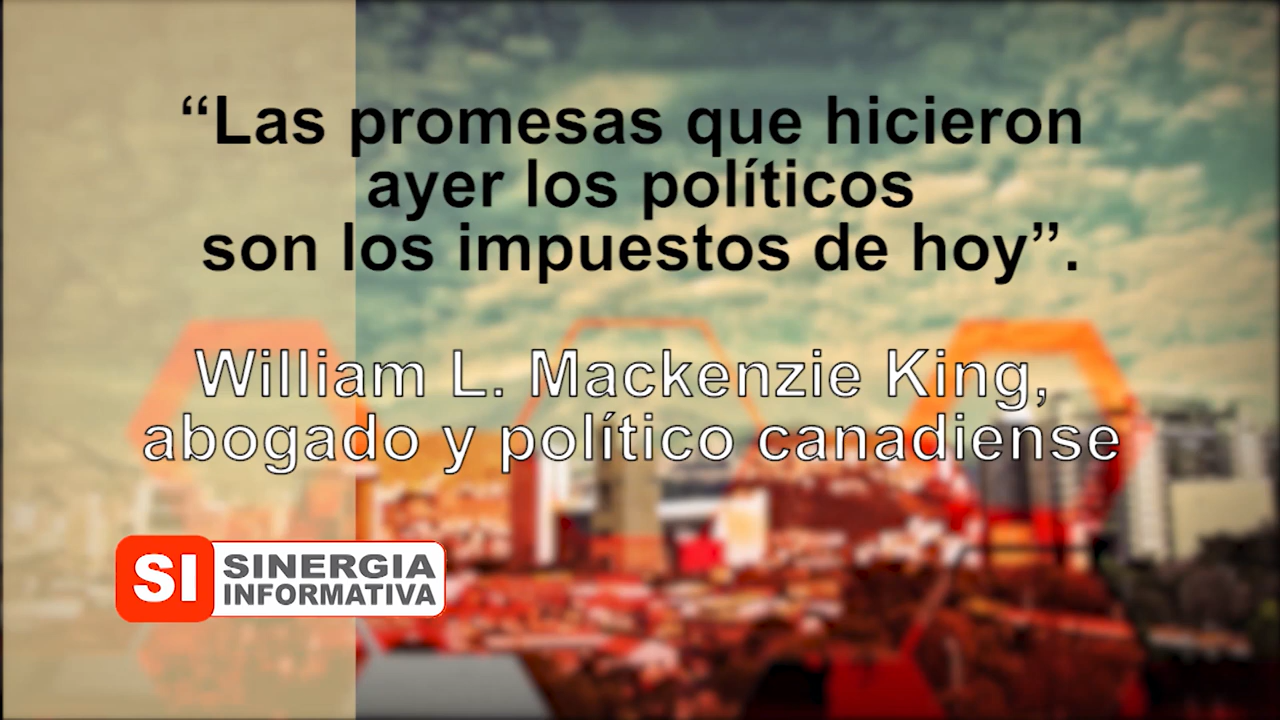 “Las promesas que hicieron
ayer los políticos
son los impuestos de hoy”.
William L. Mackenzie King,
abogado y político canadiense
SI SINERGIA
INFORMATIVA